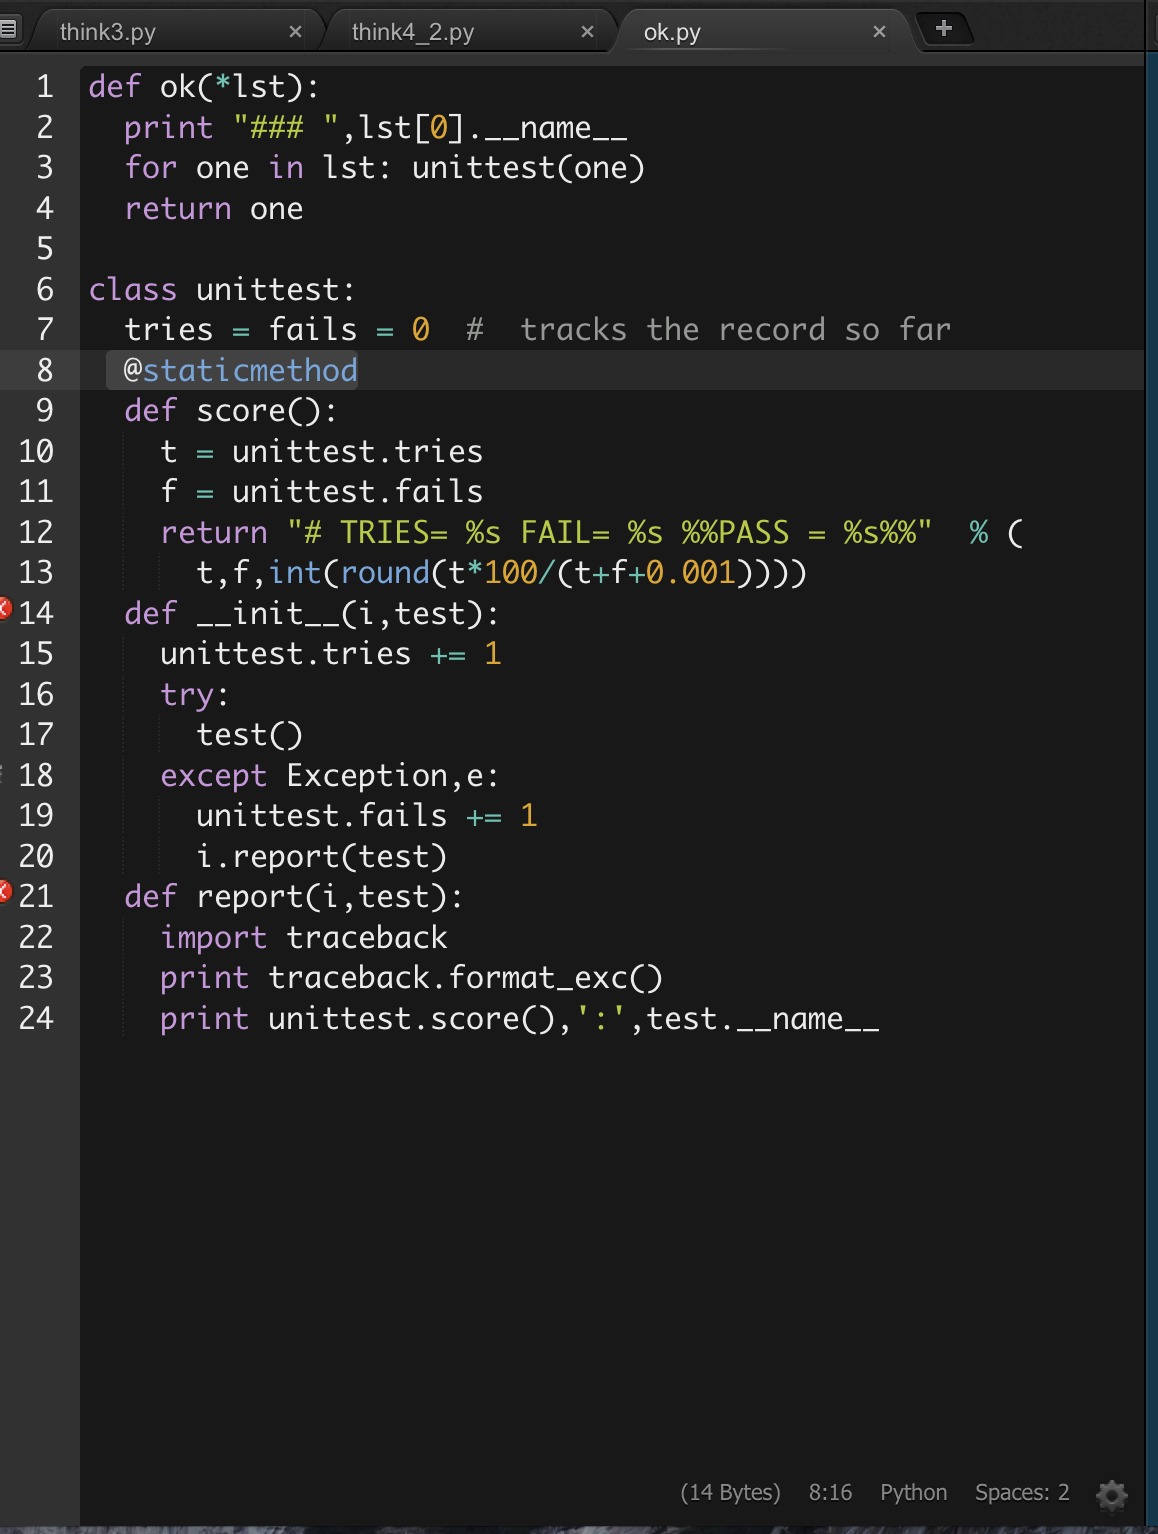 think3.py × think4_2.py × ok.py × +
1 def ok(*lst):
2   print "### ",lst[0].__name__
3   for one in lst: unittest(one)
4   return one
5
6 class unittest:
7   tries = fails = 0  #  tracks the record so far
8   @staticmethod
9   def score():
10     t = unittest.tries
11     f = unittest.fails
12     return "# TRIES= %s FAIL= %s %%PASS = %s%%"  % (
13       t,f,int(round(t*100/(t+f+0.001))))
14   def __init__(i,test):
15     unittest.tries += 1
16     try:
17       test()
18     except Exception,e:
19       unittest.fails += 1
20       i.report(test)
21   def report(i,test):
22     import traceback
23     print traceback.format_exc()
24     print unittest.score(),':',test.__name__
(14 Bytes) 8:16 Python Spaces: 2